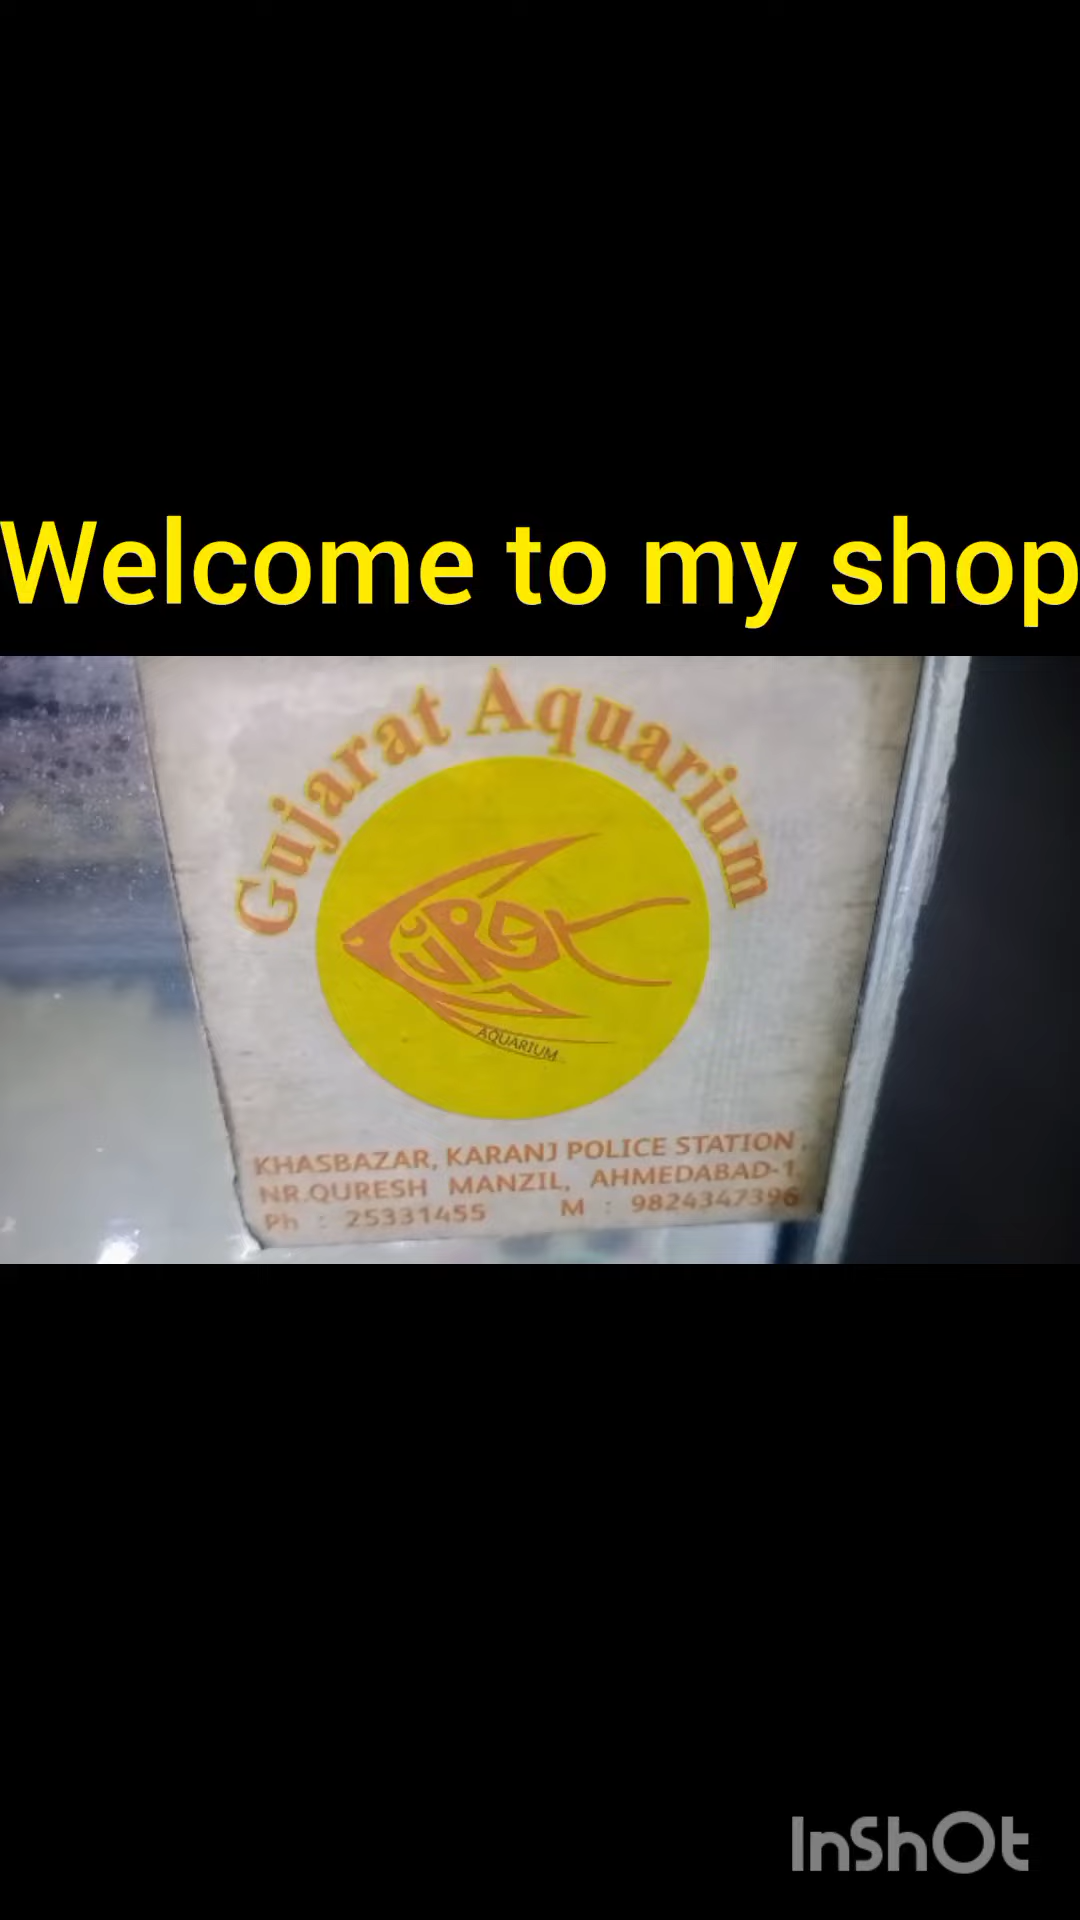 Welcome to my shop
Gujarat Aquarium
AQUARIUM
KHASBAZAR, KARANJ POLICE STATION.
NR.QURESH MANZIL, AHMEDABAD-1,
Ph : 25331455 M : 9824347396
InShOt